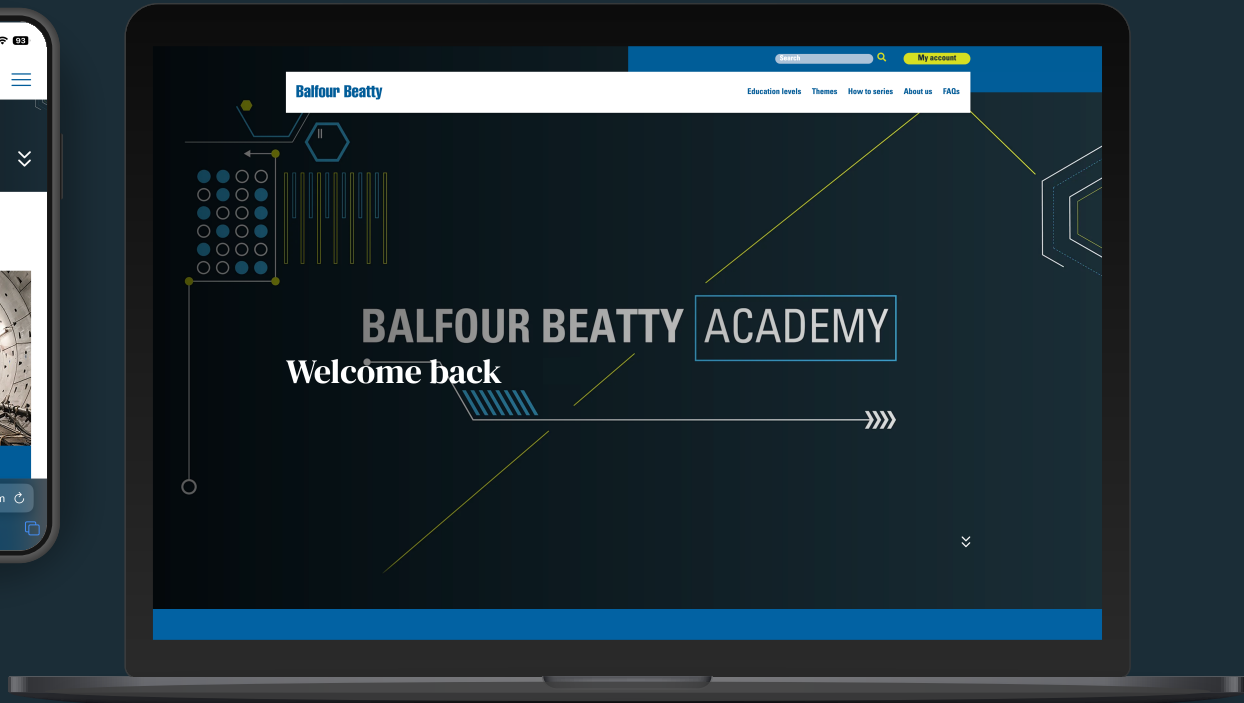 93
Search
My account
Balfour Beatty
Education levels Themes How to series About us FAQs
BALFOUR BEATTY ACADEMY
Welcome back